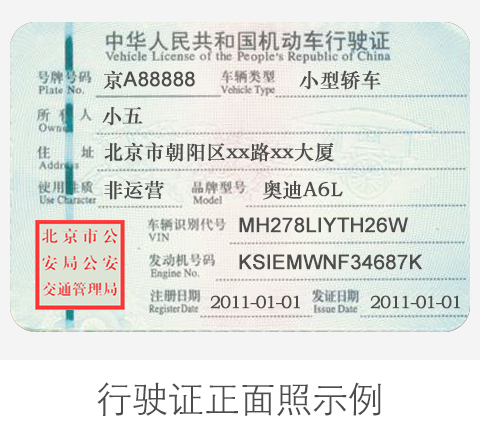 中华人民共和国机动车行驶证
Vehicle License of the People's Republic of China
号牌号码 京A88888 车辆类型 小型轿车
Plate No. Vehicle Type
所有人 小五
Owner
住址 北京市朝阳区xx路xx大厦
Address
使用性质 非运营 品牌型号 奥迪A6L
Use Character Model
车辆识别代号 MH278LIYTH26W
VIN
发动机号码 KSIEMWNF34687K
Engine No.
北京市公
安局公安
交通管理局
注册日期 2011-01-01 发证日期 2011-01-01
Register Date Issue Date
行驶证正面照示例